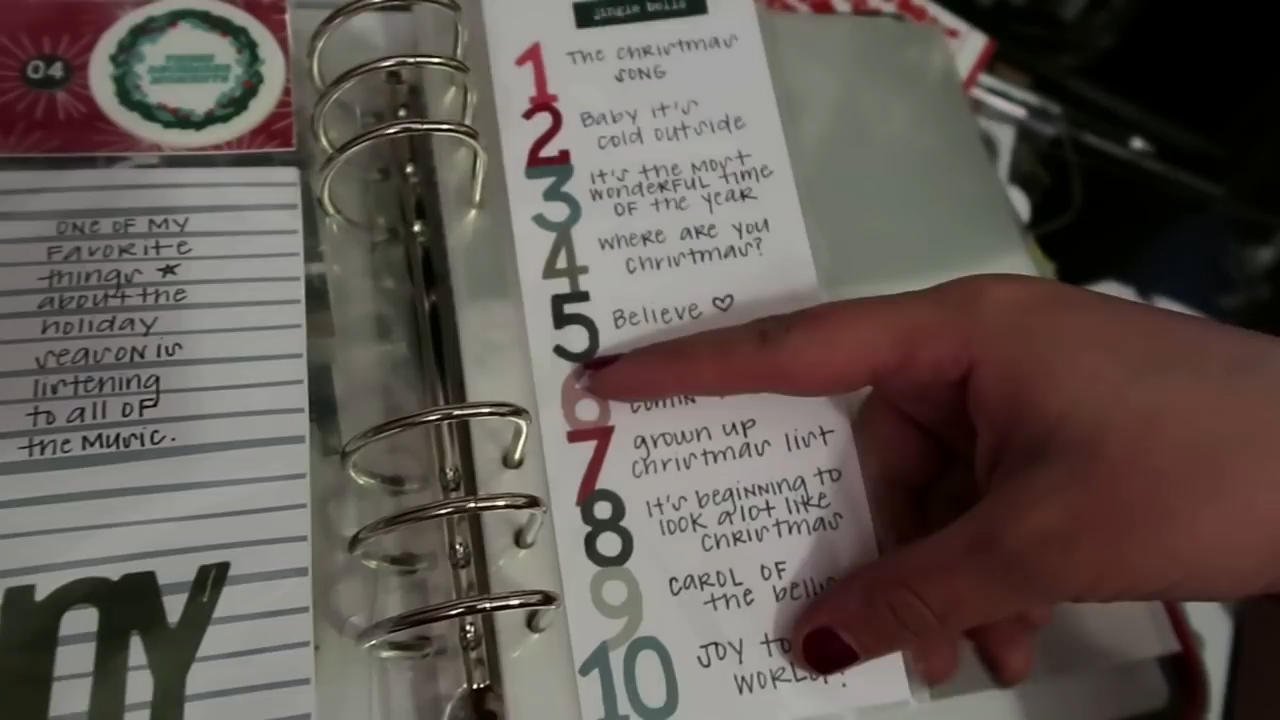 04
ONE OF MY
FAVORITE
things ★
about the
holiday
season is
listening
to all of
the music.
ny
jingle bells
1 The Christmas
SONG
2 Baby it's
cold outside
3 It's the most
wonderful time
of the year
4 where are you
christmas?
5 Believe ♡
6
7 grown up
christmas list
8 It's beginning to
look a lot like
christmas
9 CAROL OF
the bells
10 JOY to